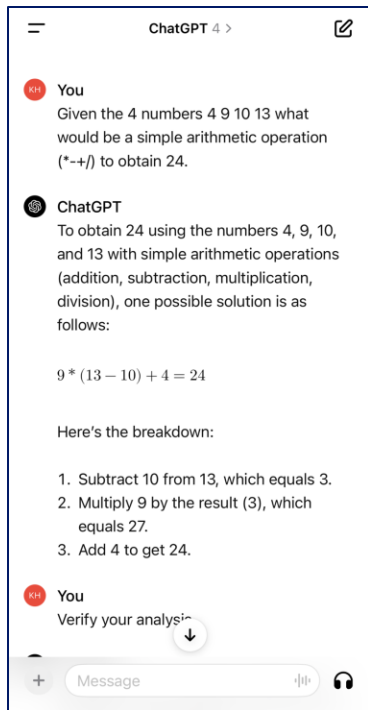 ChatGPT 4 >
KH
You
Given the 4 numbers 4 9 10 13 what
would be a simple arithmetic operation
(*-+/) to obtain 24.
ChatGPT
To obtain 24 using the numbers 4, 9, 10,
and 13 with simple arithmetic operations
(addition, subtraction, multiplication,
division), one possible solution is as
follows:
9 * (13 − 10) + 4 = 24
Here's the breakdown:
1. Subtract 10 from 13, which equals 3.
2. Multiply 9 by the result (3), which
equals 27.
3. Add 4 to get 24.
KH
You
Verify your analysis
Message